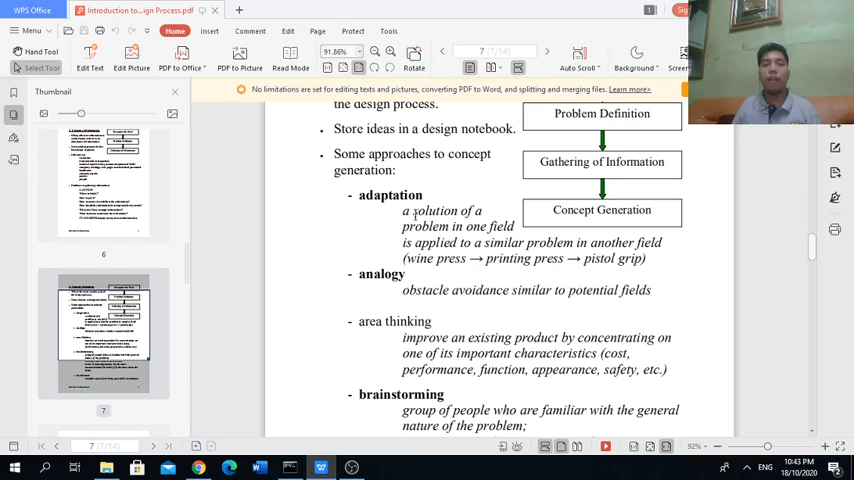 WPS Office
Introduction to...ign Process.pdf
Menu
Home
Insert
Comment
Edit
Page
Protect
Convert
Hand Tool
Select Tool
Edit Text
Edit Picture
PDF to Office
PDF to Picture
Read Mode
91.86%
7 (7/14)
Rotate
Auto Scroll
Background
Thumbnail
No limitations are set for editing texts and pictures, converting PDF to Word, and splitting and merging files.
Learn more>
6
7
the design process.
Problem Definition
Store ideas in a design notebook.
Some approaches to concept
generation:
Gathering of Information
- adaptation
a solution of a
problem in one field
Concept Generation
is applied to a similar problem in another field
(wine press → printing press → pistol grip)
- analogy
obstacle avoidance similar to potential fields
- area thinking
improve an existing product by concentrating on
one of its important characteristics (cost,
performance, function, appearance, safety, etc.)
- brainstorming
group of people who are familiar with the general
nature of the problem;
7 (7/14)
92%
ENG
10:43 PM
18/10/2020